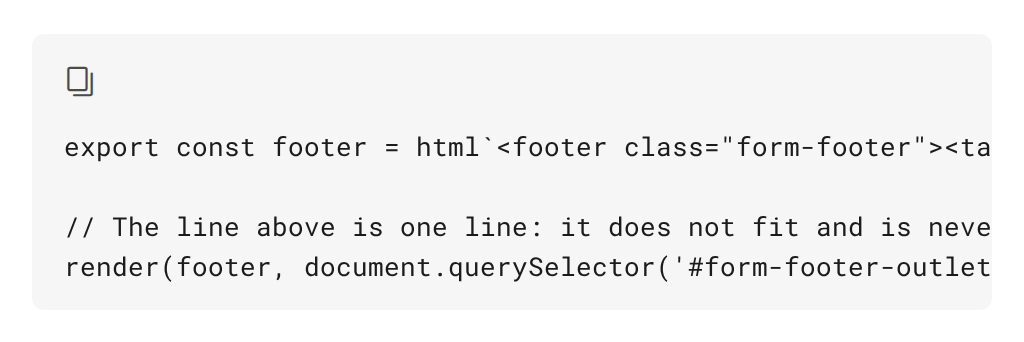 export const footer = html`<footer class="form-footer"><ta
// The line above is one line: it does not fit and is neve
render(footer, document.querySelector('#form-footer-outlet